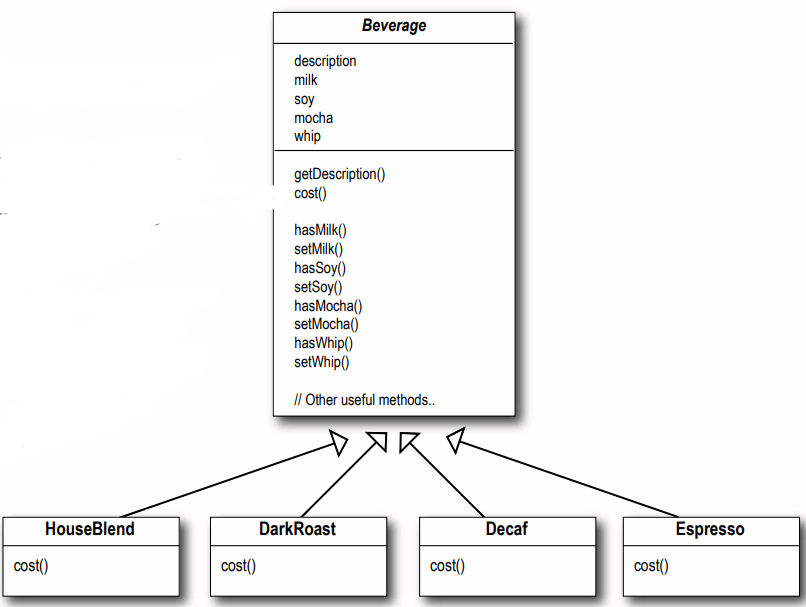 Beverage
description
milk
soy
mocha
whip
getDescription()
cost()
hasMilk()
setMilk()
hasSoy()
setSoy()
hasMocha()
setMocha()
hasWhip()
setWhip()
// Other useful methods..
HouseBlend
cost()
DarkRoast
cost()
Decaf
cost()
Espresso
cost()